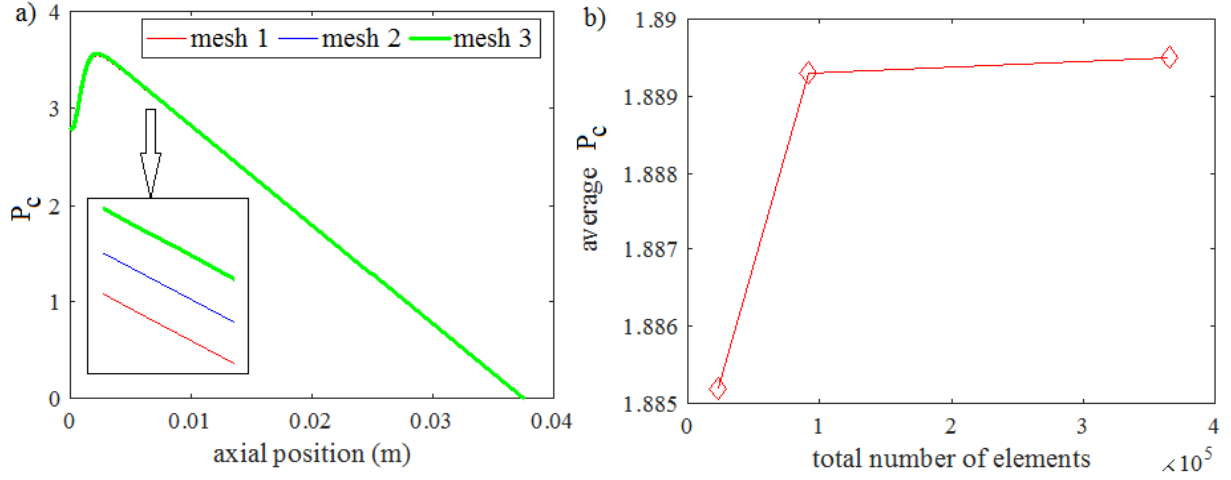 a)
mesh 1 mesh 2 mesh 3
4
3
2
1
0
Pc
0 0.01 0.02 0.03 0.04
axial position (m)
b)
1.89
1.889
1.888
1.887
1.886
1.885
average Pc
0 1 2 3 4
total number of elements ×10^5